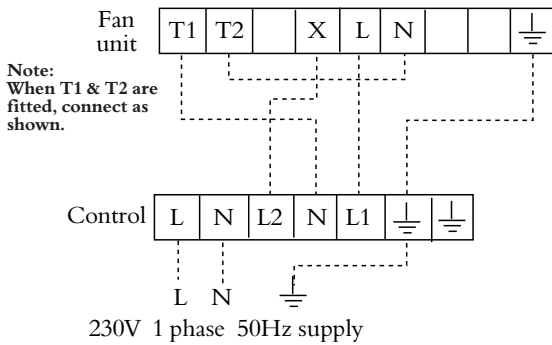 Fan
unit
T1 T2 X L N
Note:
When T1 & T2 are
fitted, connect as
shown.
Control
L N L2 N L1
L N
230V 1 phase 50Hz supply